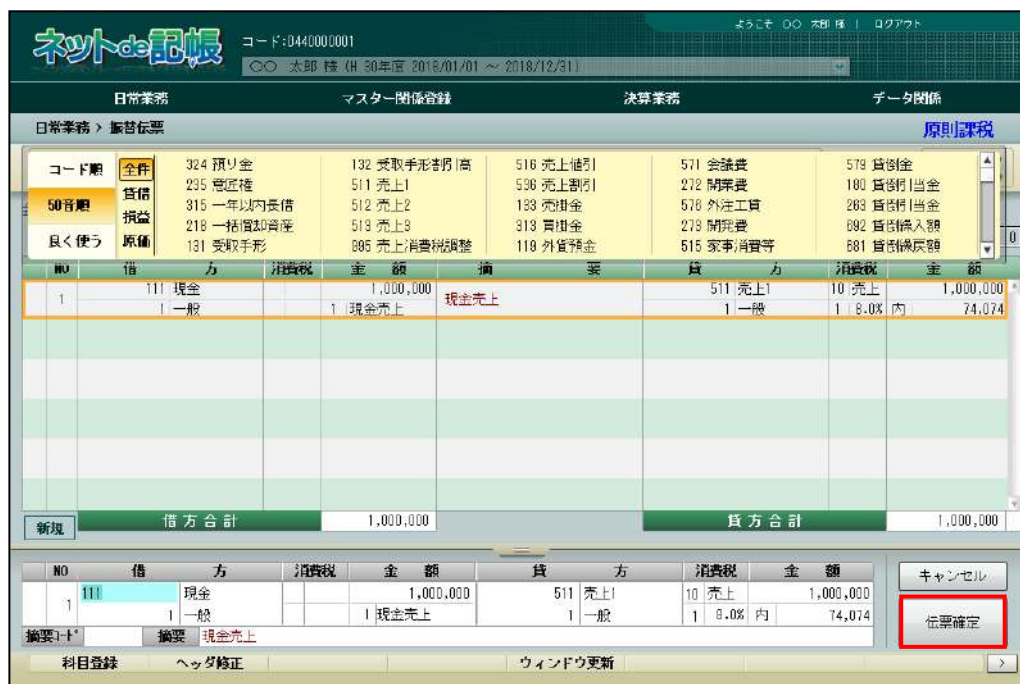 ようこそ ○○ 太郎 様 | ログアウト
ネットde記帳
コード:0440000001
○○ 太郎 様 (H 30年度 2018/01/01 ～ 2018/12/31)
日常業務 マスター関係登録 決算業務 データ関係
日常業務 > 振替伝票 原則課税
コード順 全件 324 預り金 132 受取手形割引高 516 売上値引 571 会議費 579 貸倒金
貸借 235 意匠権 511 売上1 536 売上割引 272 開業費 180 貸倒引当金
50音順 315 一年以内長借 512 売上2 133 売掛金 576 外注工賃 263 貸倒引当金
損益 218 一括償却資産 513 売上3 313 買掛金 273 開発費 692 貸倒繰入額
良く使う 原価 131 受取手形 895 売上消費税調整 119 外貨預金 515 家事消費等 681 貸倒繰戻額
0
NO 借 方 消費税 金 額 摘 要 貸 方 消費税 金 額
1 111 現金 1,000,000 現金売上 511 売上1 10 売上 1,000,000
1 一般 1 現金売上 1 一般 1 8.0% 内 74,074
新規 借方合計 1,000,000 貸方合計 1,000,000
NO 借 方 消費税 金 額 貸 方 消費税 金 額 キャンセル
1 111 現金 1,000,000 511 売上1 10 売上 1,000,000
1 一般 1 現金売上 1 一般 1 8.0% 内 74,074 伝票確定
摘要ｺｰﾄﾞ 摘要 現金売上
科目登録 ヘッダ修正 ウィンドウ更新 >